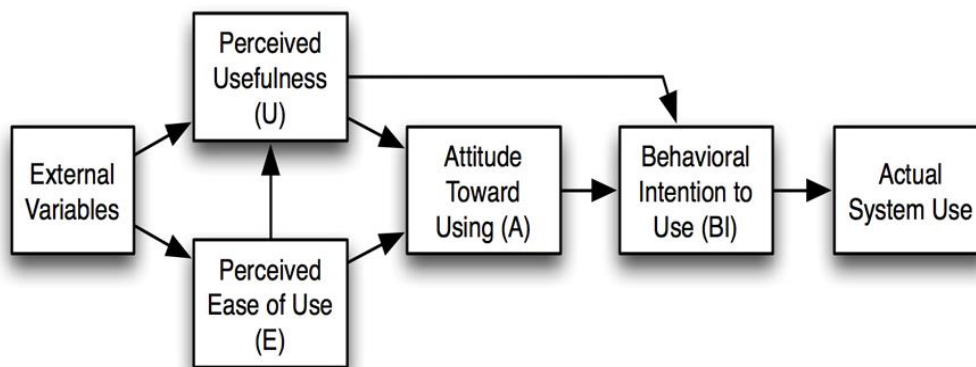 Perceived
Usefulness
(U)
External
Variables
Perceived
Ease of Use
(E)
Attitude
Toward
Using (A)
Behavioral
Intention to
Use (BI)
Actual
System Use